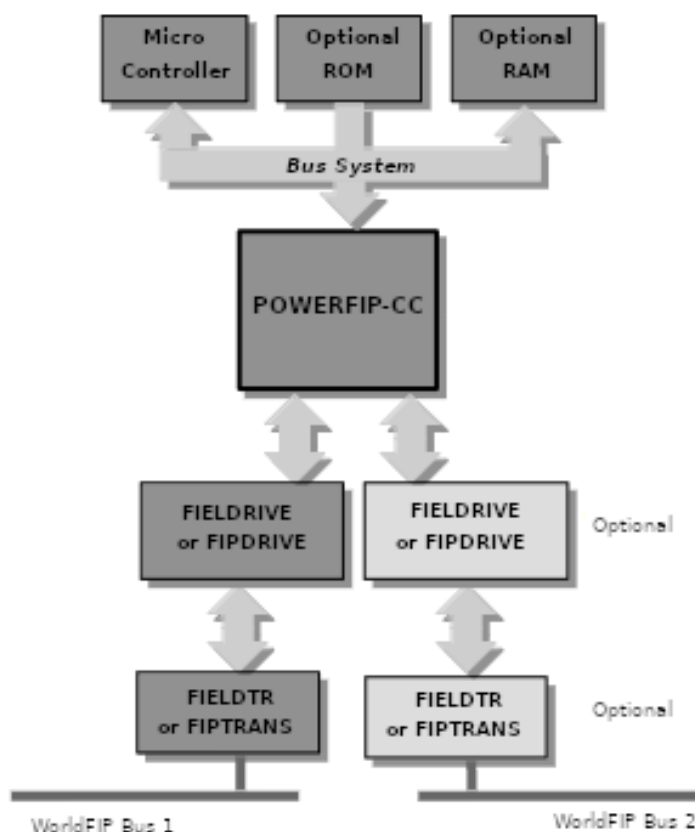 Micro
Controller
Optional
ROM
Optional
RAM
Bus System
POWERFIP-CC
FIELDRIVE
or FIPDRIVE
FIELDRIVE
or FIPDRIVE
Optional
FIELDTR
or FIPTRANS
FIELDTR
or FIPTRANS
Optional
WorldFIP Bus 1
WorldFIP Bus 2